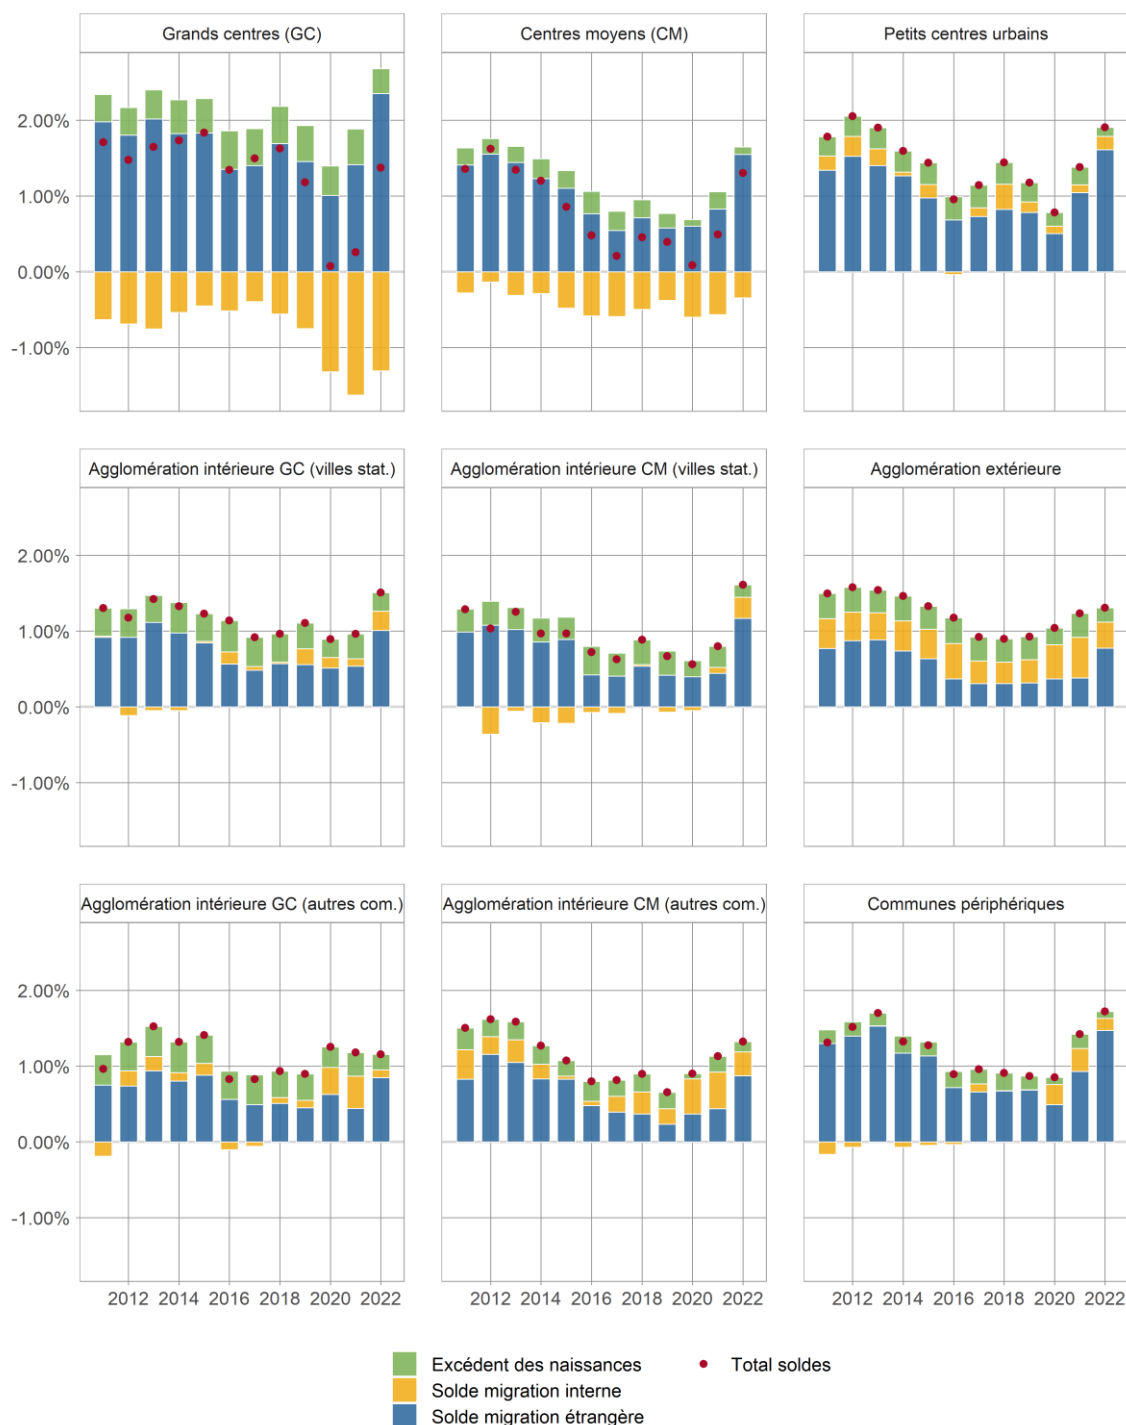 Grands centres (GC)
Centres moyens (CM)
Petits centres urbains
2.00%
1.00%
0.00%
-1.00%
Agglomération intérieure GC (villes stat.)
Agglomération intérieure CM (villes stat.)
Agglomération extérieure
2.00%
1.00%
0.00%
-1.00%
Agglomération intérieure GC (autres com.)
Agglomération intérieure CM (autres com.)
Communes périphériques
2.00%
1.00%
0.00%
-1.00%
2012 2014 2016 2018 2020 2022
2012 2014 2016 2018 2020 2022
2012 2014 2016 2018 2020 2022
Excédent des naissances
Total soldes
Solde migration interne
Solde migration étrangère